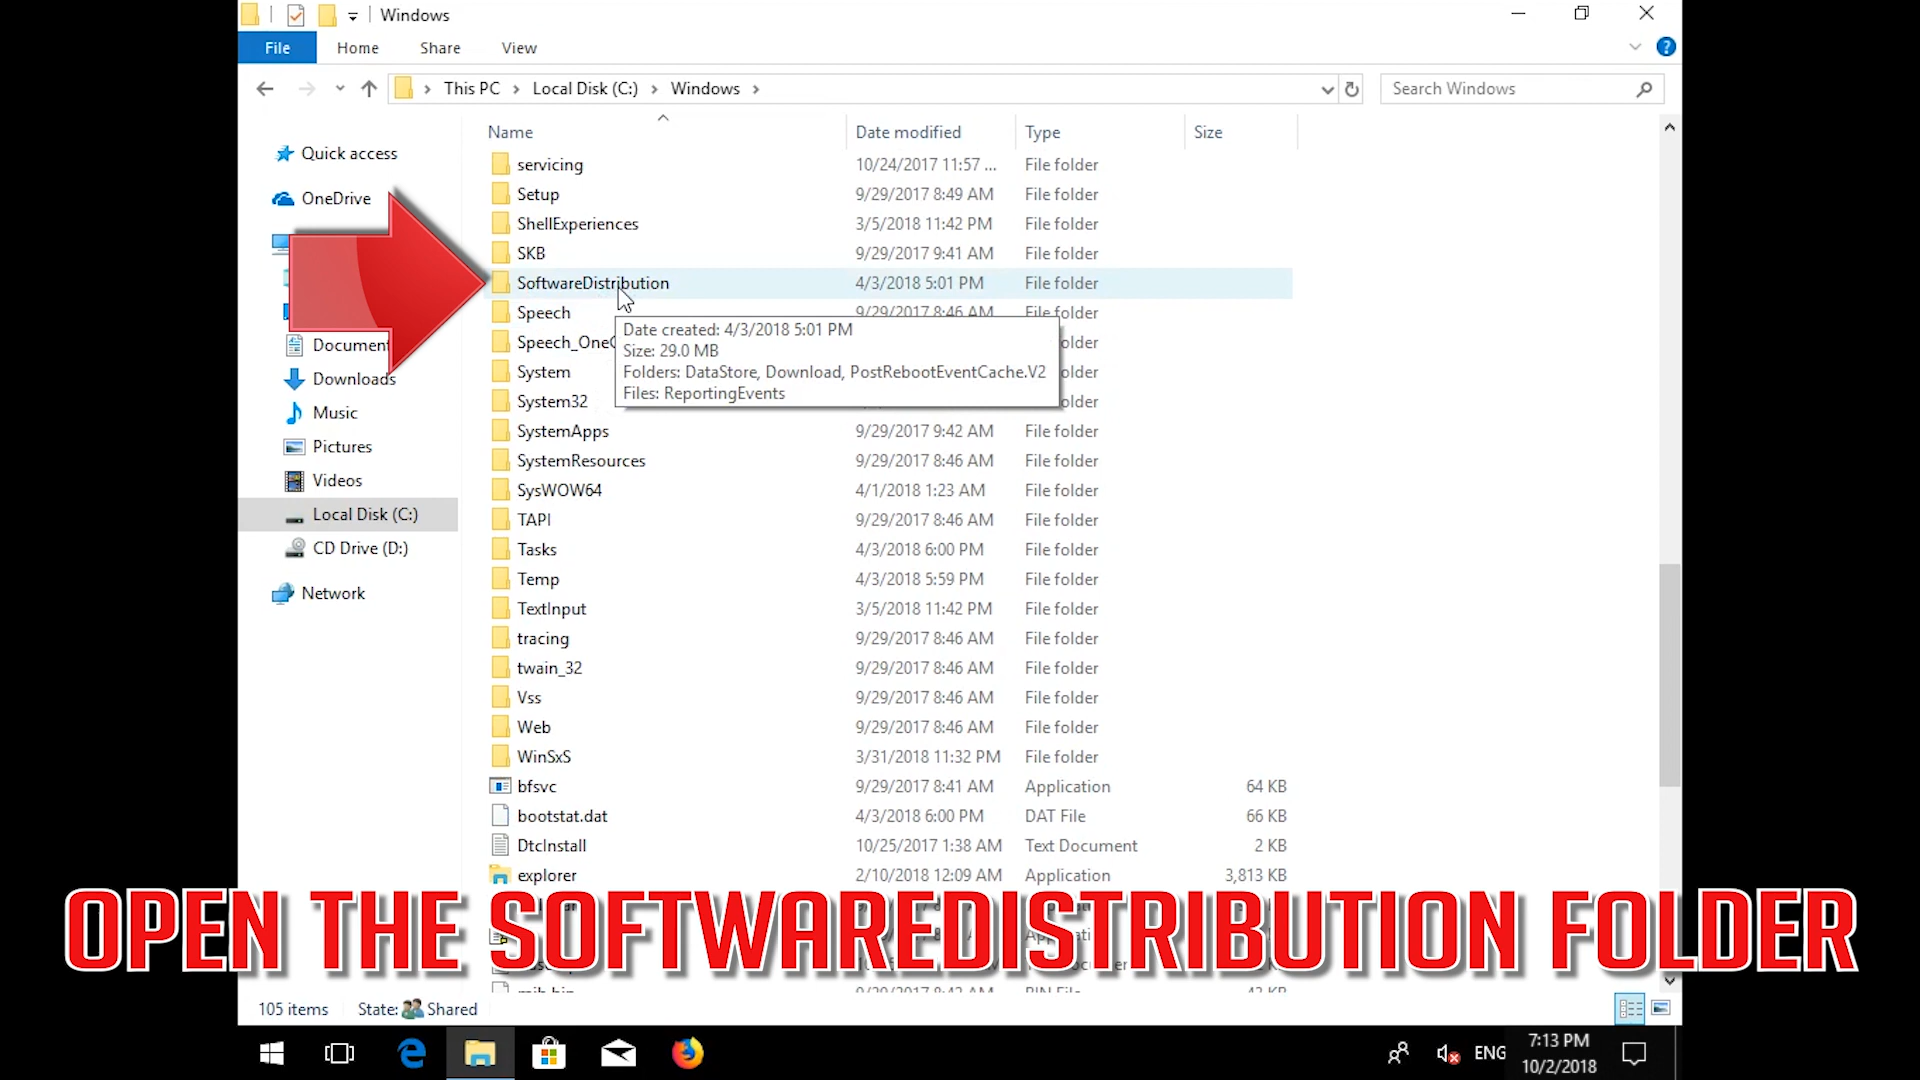 Windows
File Home Share View
This PC Local Disk (C:) Windows
Search Windows
Name Date modified Type Size
Quick access
OneDrive
Documen
Downloads
Music
Pictures
Videos
Local Disk (C:)
CD Drive (D:)
Network
servicing 10/24/2017 11:57 ... File folder
Setup 9/29/2017 8:49 AM File folder
ShellExperiences 3/5/2018 11:42 PM File folder
SKB 9/29/2017 9:41 AM File folder
SoftwareDistribution 4/3/2018 5:01 PM File folder
Speech 9/29/2017 8:46 AM File folder
Speech_One older
System older
System32 older
Date created: 4/3/2018 5:01 PM
Size: 29.0 MB
Folders: DataStore, Download, PostRebootEventCache.V2
Files: ReportingEvents
SystemApps 9/29/2017 9:42 AM File folder
SystemResources 9/29/2017 8:46 AM File folder
SysWOW64 4/1/2018 1:23 AM File folder
TAPI 9/29/2017 8:46 AM File folder
Tasks 4/3/2018 6:00 PM File folder
Temp 4/3/2018 5:59 PM File folder
TextInput 3/5/2018 11:42 PM File folder
tracing 9/29/2017 8:46 AM File folder
twain_32 9/29/2017 8:46 AM File folder
Vss 9/29/2017 8:46 AM File folder
Web 9/29/2017 8:46 AM File folder
WinSxS 3/31/2018 11:32 PM File folder
bfsvc 9/29/2017 8:41 AM Application 64 KB
bootstat.dat 4/3/2018 6:00 PM DAT File 66 KB
DtcInstall 10/25/2017 1:38 AM Text Document 2 KB
explorer 2/10/2018 12:09 AM Application 3,813 KB
OPEN THE SOFTWAREDISTRIBUTION FOLDER
105 items State: Shared
ENG
7:13 PM
10/2/2018